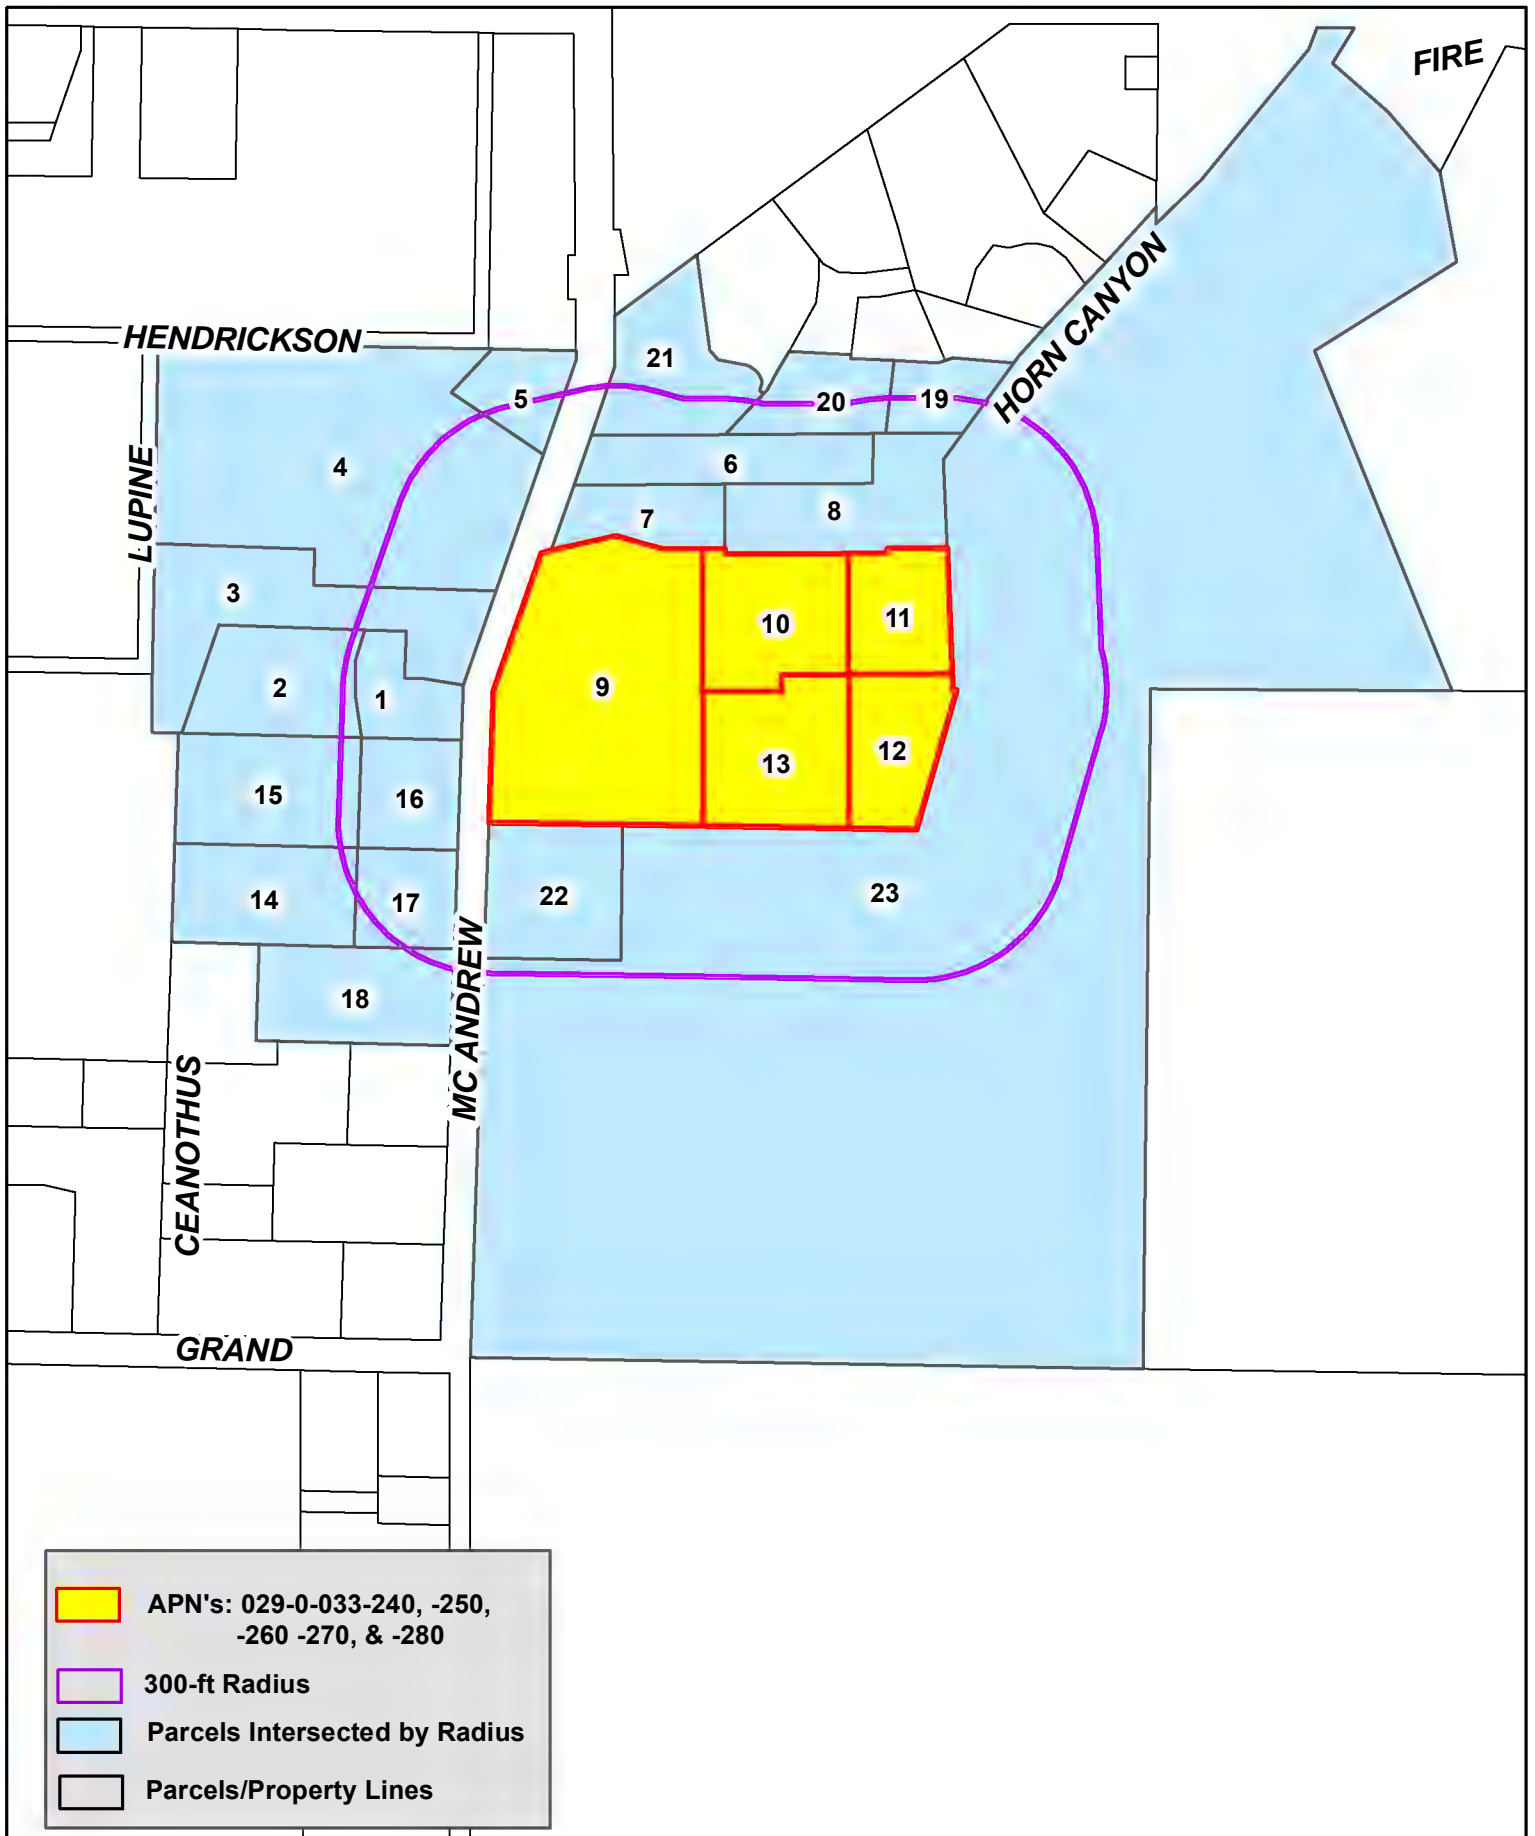 FIRE
HORN CANYON
HENDRICKSON
21
5
20
19
LUPINE
4
6
7
8
3
10
11
9
2
1
13
12
15
16
14
17
22
23
MC ANDREW
18
CEANOTHUS
GRAND
APN's: 029-0-033-240, -250,
-260 -270, & -280
300-ft Radius
Parcels Intersected by Radius
Parcels/Property Lines